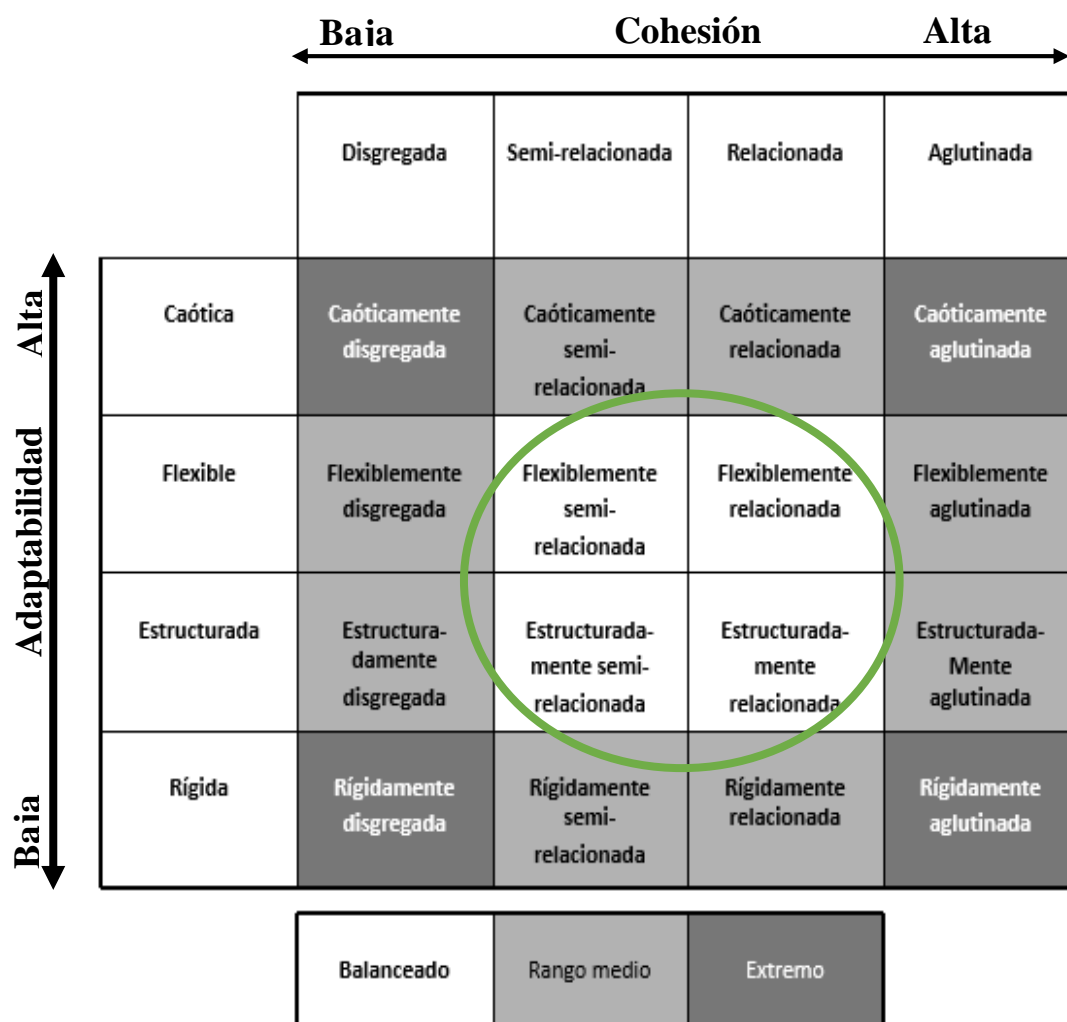 Baja Cohesión Alta
Disgregada Semi-relacionada Relacionada Aglutinada
Alta
Adaptabilidad
Baja
Caótica
Caóticamente
disgregada
Caóticamente
semi-
relacionada
Caóticamente
relacionada
Caóticamente
aglutinada
Flexible
Flexiblemente
disgregada
Flexiblemente
semi-
relacionada
Flexiblemente
relacionada
Flexiblemente
aglutinada
Estructurada
Estructura-
damente
disgregada
Estructurada-
mente semi-
relacionada
Estructurada-
mente
relacionada
Estructurada-
Mente
aglutinada
Rígida
Rígidamente
disgregada
Rígidamente
semi-
relacionada
Rígidamente
relacionada
Rígidamente
aglutinada
Balanceado Rango medio Extremo